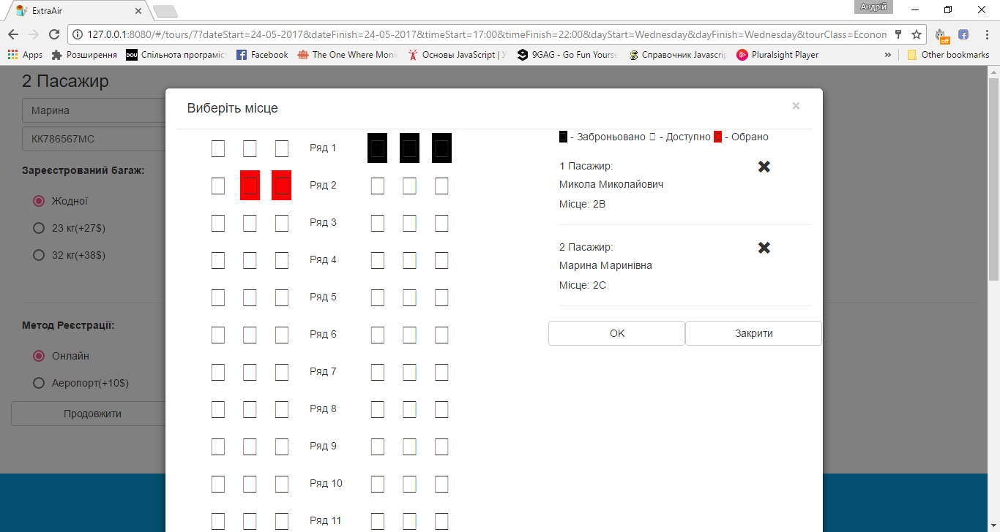 ExtraAir
Андрій
127.0.0.1:8080/#/tours/7?dateStart=24-05-2017&dateFinish=24-05-2017&timeStart=17:00&timeFinish=22:00&dayStart=Wednesday&dayFinish=Wednesday&tourClass=Econom
off
Apps Розширення DOU Спільнота програміс Facebook The One Where Moni Основы JavaScript | У 9GAG - Go Fun Yourse Справочник Javascrip Pluralsight Player » Other bookmarks
2 Пасажир
Марина
КК786567МС
Зареєстрований багаж:
Жодної
23 кг(+27$)
32 кг(+38$)
Метод Реєстрації:
Онлайн
Аеропорт(+10$)
Продовжити
Виберіть місце ×
Ряд 1
Ряд 2
Ряд 3
Ряд 4
Ряд 5
Ряд 6
Ряд 7
Ряд 8
Ряд 9
Ряд 10
Ряд 11
- Заброньовано - Доступно - Обрано
1 Пасажир:
Микола Миколайович
Місце: 2B
2 Пасажир:
Марина Маринівна
Місце: 2C
OK Закрити